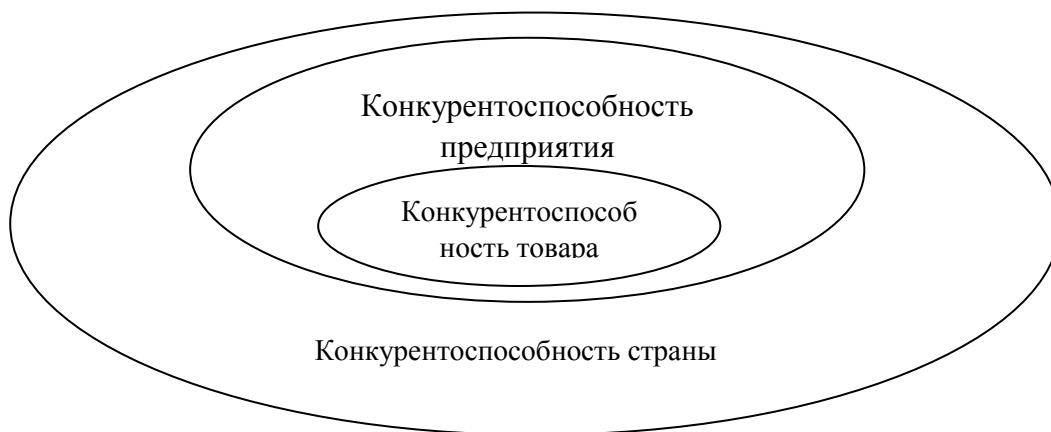 Конкурентоспособность
предприятия
Конкурентоспособ
ность товара
Конкурентоспособность страны